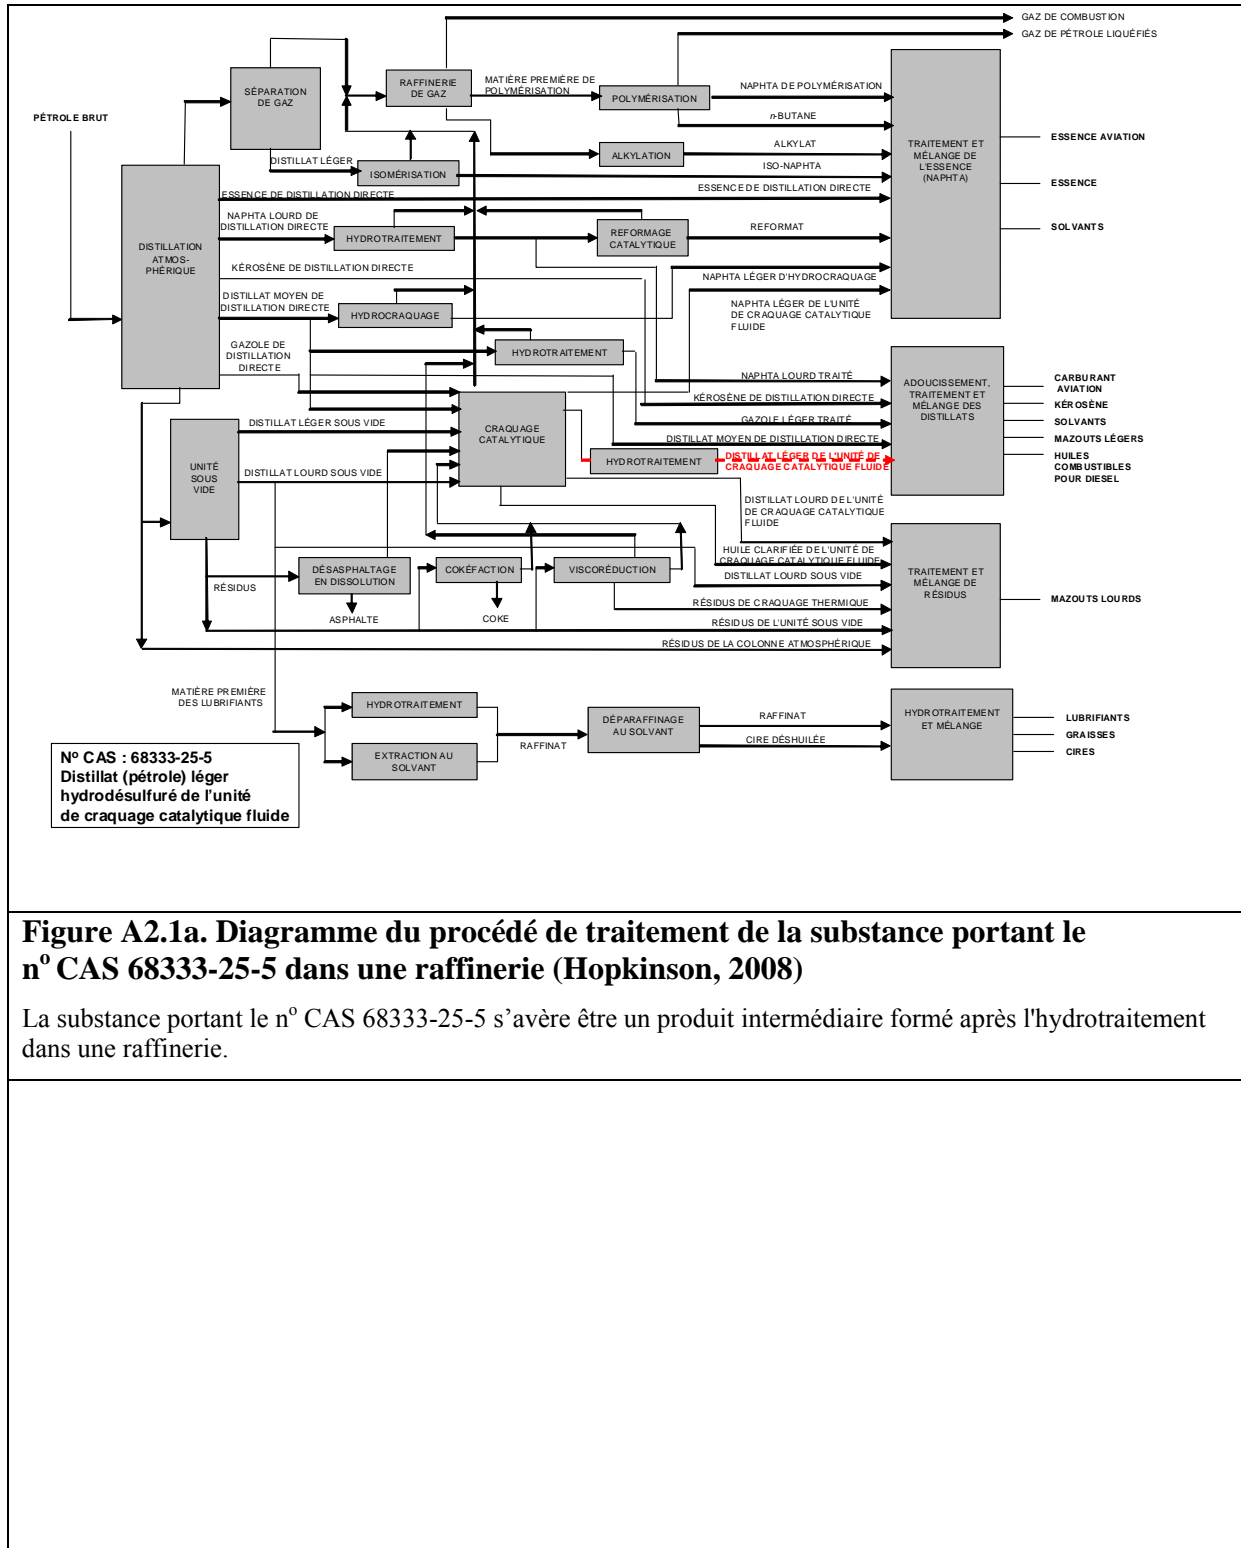 GAZ DE COMBUSTION
GAZ DE PÉTROLE LIQUÉFIÉS
SÉPARATION
DE GAZ
RAFFINERIE
DE GAZ
MATIÈRE PREMIÈRE DE
POLYMÉRISATION
POLYMÉRISATION
NAPHTA DE POLYMÉRISATION
n-BUTANE
PÉTROLE BRUT
DISTILLAT LÉGER
ISOMÉRISATION
ALKYLATION
ALKYLAT
ISO-NAPHTA
TRAITEMENT ET
MÉLANGE DE
L'ESSENCE
(NAPHTA)
ESSENCE AVIATION
ESSENCE
SOLVANTS
ESSENCE DE DISTILLATION DIRECTE
ESSENCE DE DISTILLATION DIRECTE
NAPHTA LOURD DE
DISTILLATION DIRECTE
HYDROTRAITEMENT
REFORMAGE
CATALYTIQUE
REFORMAT
DISTILLATION
ATMOS-
PHÉRIQUE
KÉROSÈNE DE DISTILLATION DIRECTE
NAPHTA LÉGER D'HYDROCRAQUAGE
DISTILLAT MOYEN DE
DISTILLATION DIRECTE
HYDROCRAQUAGE
NAPHTA LÉGER DE L'UNITÉ
DE CRAQUAGE CATALYTIQUE
FLUIDE
GAZOLE DE
DISTILLATION
DIRECTE
HYDROTRAITEMENT
NAPHTA LOURD TRAITÉ
KÉROSÈNE DE DISTILLATION DIRECTE
GAZOLE LÉGER TRAITÉ
DISTILLAT MOYEN DE DISTILLATION DIRECTE
ADOUCISSEMENT,
TRAITEMENT ET
MÉLANGE DES
DISTILLATS
CARBURANT
AVIATION
KÉROSÈNE
SOLVANTS
MAZOUTS LÉGERS
HUILES
COMBUSTIBLES
POUR DIESEL
CRAQUAGE
CATALYTIQUE
DISTILLAT LÉGER SOUS VIDE
HYDROTRAITEMENT
DISTILLAT LÉGER DE L'UNITÉ DE
CRAQUAGE CATALYTIQUE FLUIDE
UNITÉ
SOUS
VIDE
DISTILLAT LOURD SOUS VIDE
DISTILLAT LOURD DE L'UNITÉ
DE CRAQUAGE CATALYTIQUE
FLUIDE
HUILE CLARIFIÉE DE L'UNITÉ DE
CRAQUAGE CATALYTIQUE FLUIDE
DISTILLAT LOURD SOUS VIDE
RÉSIDUS
DÉSASPHALTAGE
EN DISSOLUTION
COKÉFACTION
VISCORÉDUCTION
TRAITEMENT ET
MÉLANGE DE
RÉSIDUS
MAZOUTS LOURDS
RÉSIDUS DE CRAQUAGE THERMIQUE
ASPHALTE
COKE
RÉSIDUS DE L'UNITÉ SOUS VIDE
RÉSIDUS DE LA COLONNE ATMOSPHÉRIQUE
MATIÈRE PREMIÈRE
DES LUBRIFIANTS
HYDROTRAITEMENT
EXTRACTION AU
SOLVANT
RAFFINAT
DÉPARAFFINAGE
AU SOLVANT
RAFFINAT
CIRE DÉSHUILÉE
HYDROTRAITEMENT
ET MÉLANGE
LUBRIFIANTS
GRAISSES
CIRES
Nº CAS : 68333-25-5
Distillat (pétrole) léger
hydrodésulfuré de l'unité
de craquage catalytique fluide
Figure A2.1a. Diagramme du procédé de traitement de la substance portant le
nº CAS 68333-25-5 dans une raffinerie (Hopkinson, 2008)
La substance portant le nº CAS 68333-25-5 s'avère être un produit intermédiaire formé après l'hydrotraitement
dans une raffinerie.